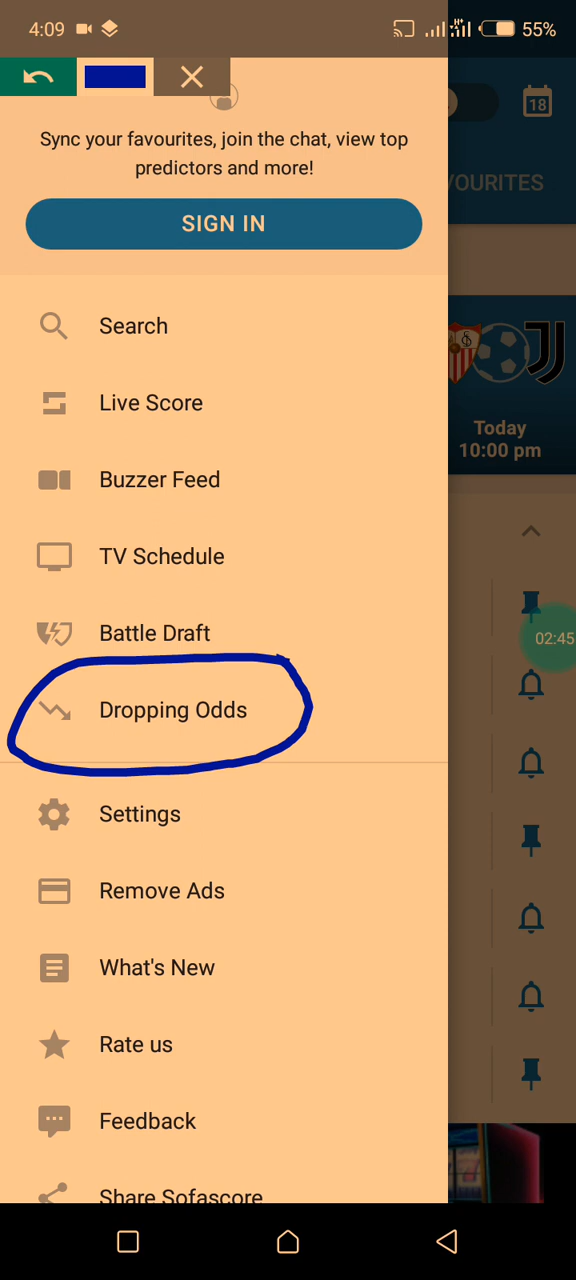 4:09
55%
18
Sync your favourites, join the chat, view top
predictors and more!
VOURITES
SIGN IN
Search
Live Score
Today
10:00 pm
Buzzer Feed
TV Schedule
Battle Draft
02:45
Dropping Odds
Settings
Remove Ads
What's New
Rate us
Feedback
Share Sofascore